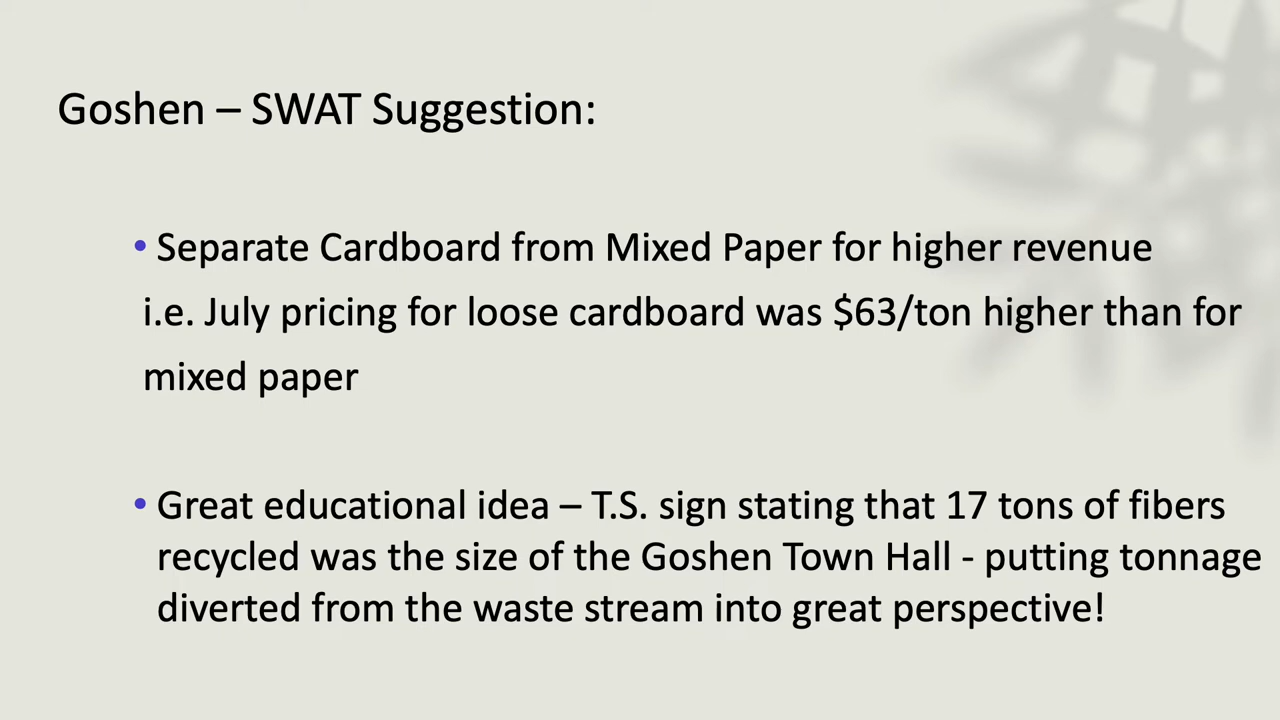 Goshen – SWAT Suggestion:
• Separate Cardboard from Mixed Paper for higher revenue
i.e. July pricing for loose cardboard was $63/ton higher than for
mixed paper
• Great educational idea – T.S. sign stating that 17 tons of fibers
recycled was the size of the Goshen Town Hall - putting tonnage
diverted from the waste stream into great perspective!